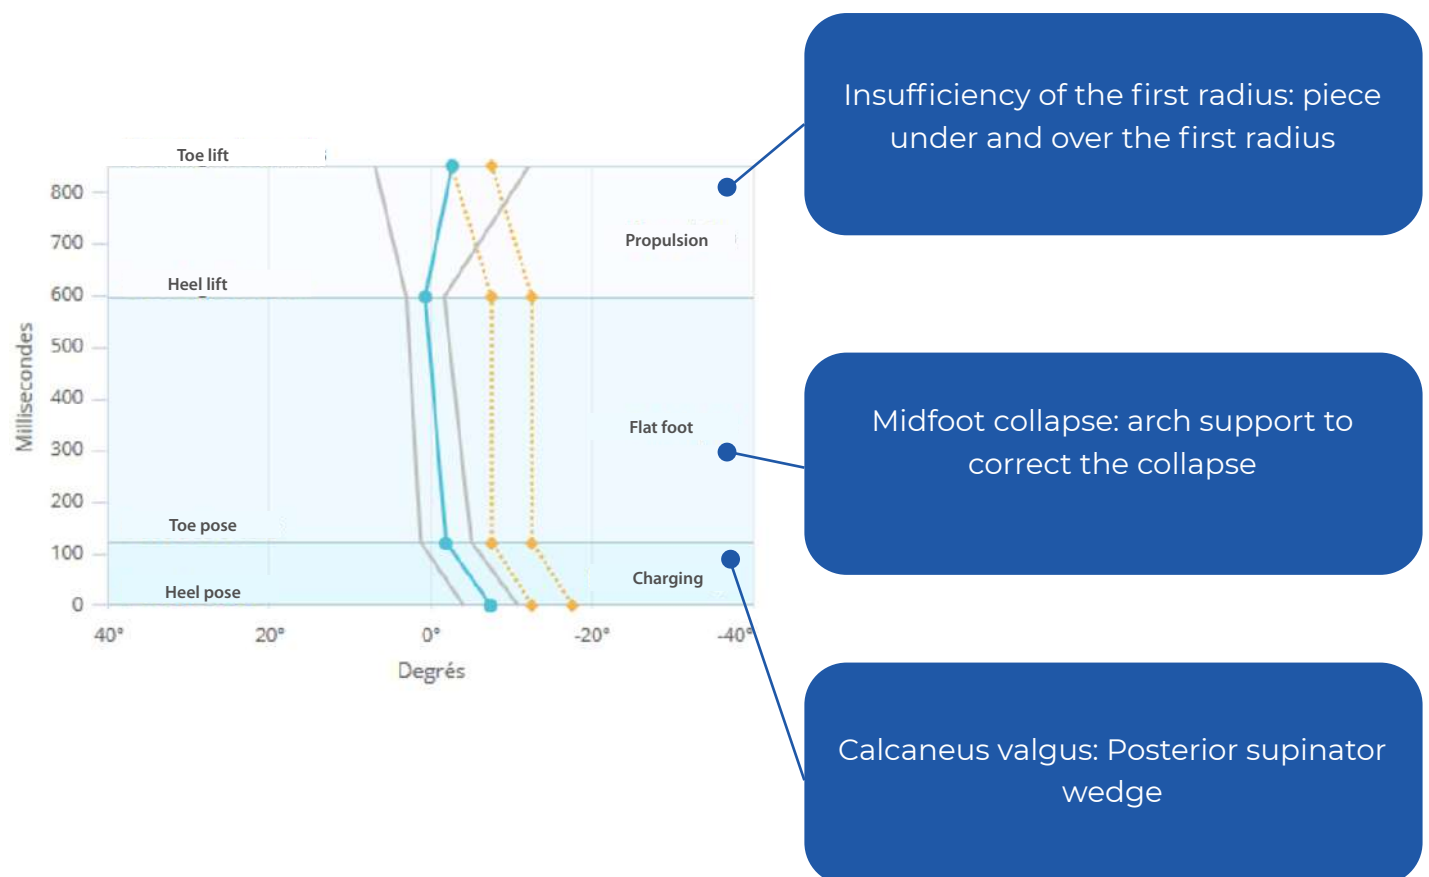 Insufficiency of the first radius: piece
under and over the first radius
Toe lift
800
700
Propulsion
Heel lift
600
Millisecondes
500
400
Flat foot
300
200
Toe pose
100
Charging
Heel pose
0
40°
20°
0°
-20°
-40°
Degrés
Midfoot collapse: arch support to
correct the collapse
Calcaneus valgus: Posterior supinator
wedge